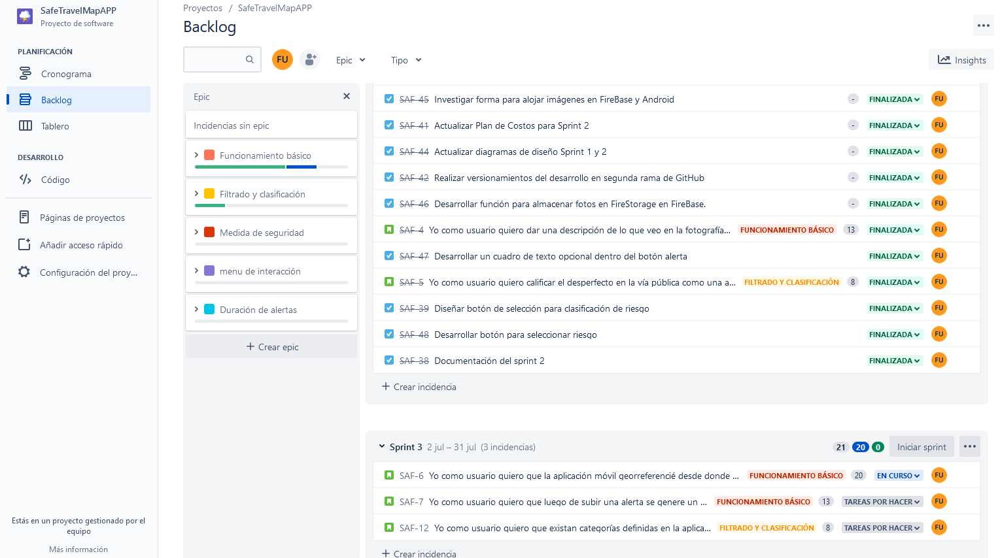 SafeTravelMapAPP
Proyecto de software
PLANIFICACIÓN
Cronograma
Backlog
Tablero
DESARROLLO
Código
Páginas de proyectos
Añadir acceso rápido
Configuración del proy...
Estás en un proyecto gestionado por el
equipo
Más información
Proyectos / SafeTravelMapAPP
Backlog
FU Epic Tipo Insights
Epic
Incidencias sin epic
Funcionamiento básico
Filtrado y clasificación
Medida de seguridad
menu de interacción
Duración de alertas
+ Crear epic
SAF-45 Investigar forma para alojar imágenes en FireBase y Android - FINALIZADA FU
SAF-41 Actualizar Plan de Costos para Sprint 2 - FINALIZADA FU
SAF-44 Actualizar diagramas de diseño Sprint 1 y 2 - FINALIZADA FU
SAF-42 Realizar versionamientos del desarrollo en segunda rama de GitHub - FINALIZADA FU
SAF-46 Desarrollar función para almacenar fotos en FireStorage en FireBase. - FINALIZADA FU
SAF-4 Yo como usuario quiero dar una descripción de lo que veo en la fotografía... FUNCIONAMIENTO BÁSICO 13 FINALIZADA FU
SAF-47 Desarrollar un cuadro de texto opcional dentro del botón alerta FINALIZADA FU
SAF-5 Yo como usuario quiero calificar el desperfecto en la vía pública como una a... FILTRADO Y CLASIFICACIÓN 8 FINALIZADA FU
SAF-39 Diseñar botón de selección para clasificación de riesgo FINALIZADA FU
SAF-48 Desarrollar botón para seleccionar riesgo FINALIZADA FU
SAF-38 Documentación del sprint 2 FINALIZADA FU
+ Crear incidencia
Sprint 3 2 jul – 31 jul (3 incidencias) 21 20 0 Iniciar sprint
SAF-6 Yo como usuario quiero que la aplicación móvil georreferencié desde donde ... FUNCIONAMIENTO BÁSICO 20 EN CURSO FU
SAF-7 Yo como usuario quiero que luego de subir una alerta se genere un ... FUNCIONAMIENTO BÁSICO 13 TAREAS POR HACER FU
SAF-12 Yo como usuario quiero que existan categorías definidas en la aplica... FILTRADO Y CLASIFICACIÓN 8 TAREAS POR HACER FU
+ Crear incidencia